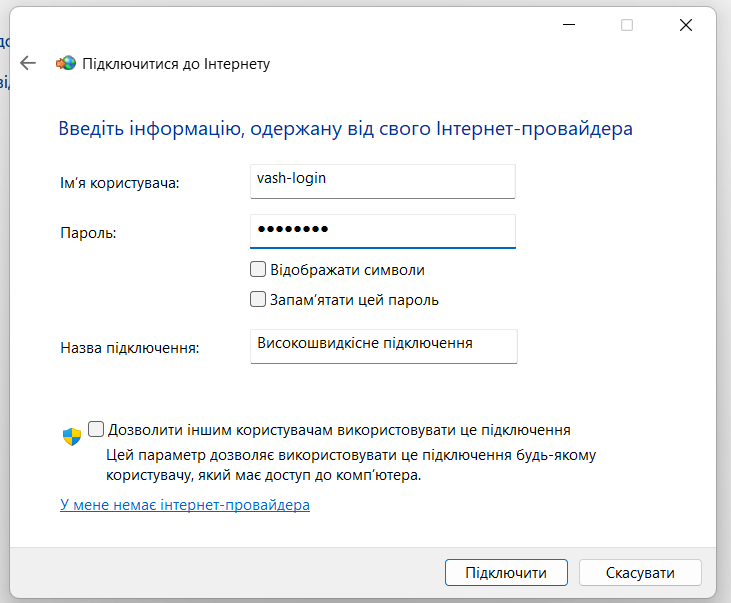 Підключитися до Інтернету
Введіть інформацію, одержану від свого Інтернет-провайдера
Ім’я користувача:
vash-login
Пароль:
●●●●●●●●
Відображати символи
Запам’ятати цей пароль
Назва підключення:
Високошвидкісне підключення
Дозволити іншим користувачам використовувати це підключення
Цей параметр дозволяє використовувати це підключення будь-якому
користувачу, який має доступ до комп’ютера.
У мене немає інтернет-провайдера
Підключити
Скасувати